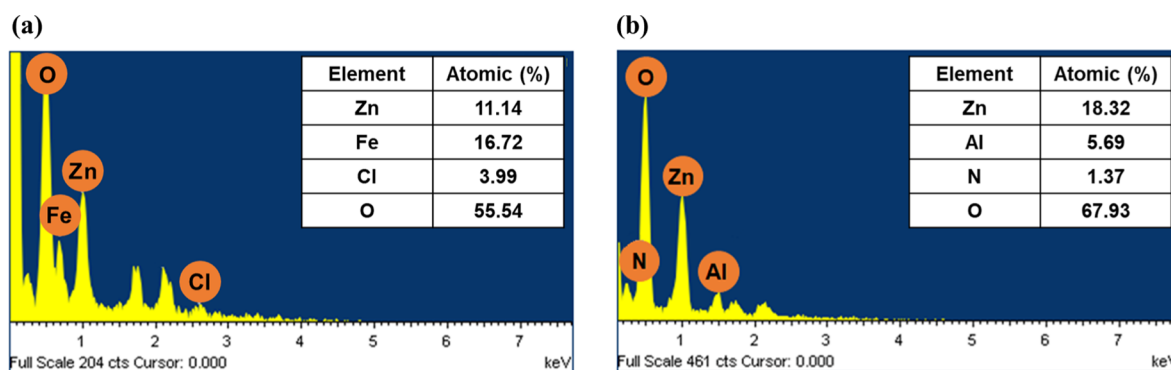 (a)
O
Fe
Zn
Cl
Element Atomic (%)
Zn 11.14
Fe 16.72
Cl 3.99
O 55.54
0 1 2 3 4 5 6 7
Full Scale 204 cts Cursor: 0.000 keV
(b)
O
N
Zn
Al
Element Atomic (%)
Zn 18.32
Al 5.69
N 1.37
O 67.93
0 1 2 3 4 5 6 7
Full Scale 461 cts Cursor: 0.000 keV